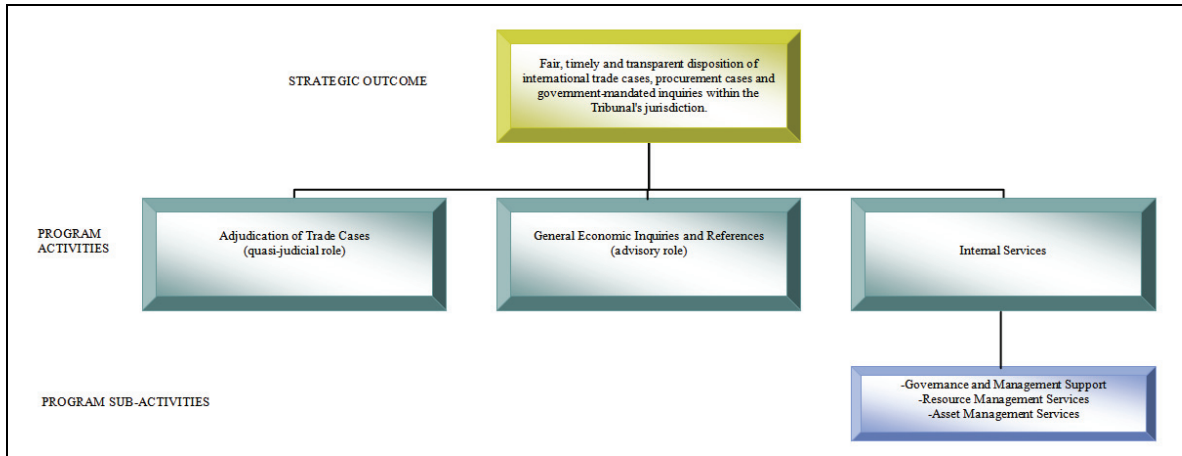 STRATEGIC OUTCOME
Fair, timely and transparent disposition of
international trade cases, procurement cases and
government-mandated inquiries within the
Tribunal's jurisdiction.
PROGRAM
ACTIVITIES
Adjudication of Trade Cases
(quasi-judicial role)
General Economic Inquiries and References
(advisory role)
Internal Services
PROGRAM SUB-ACTIVITIES
-Governance and Management Support
-Resource Management Services
-Asset Management Services